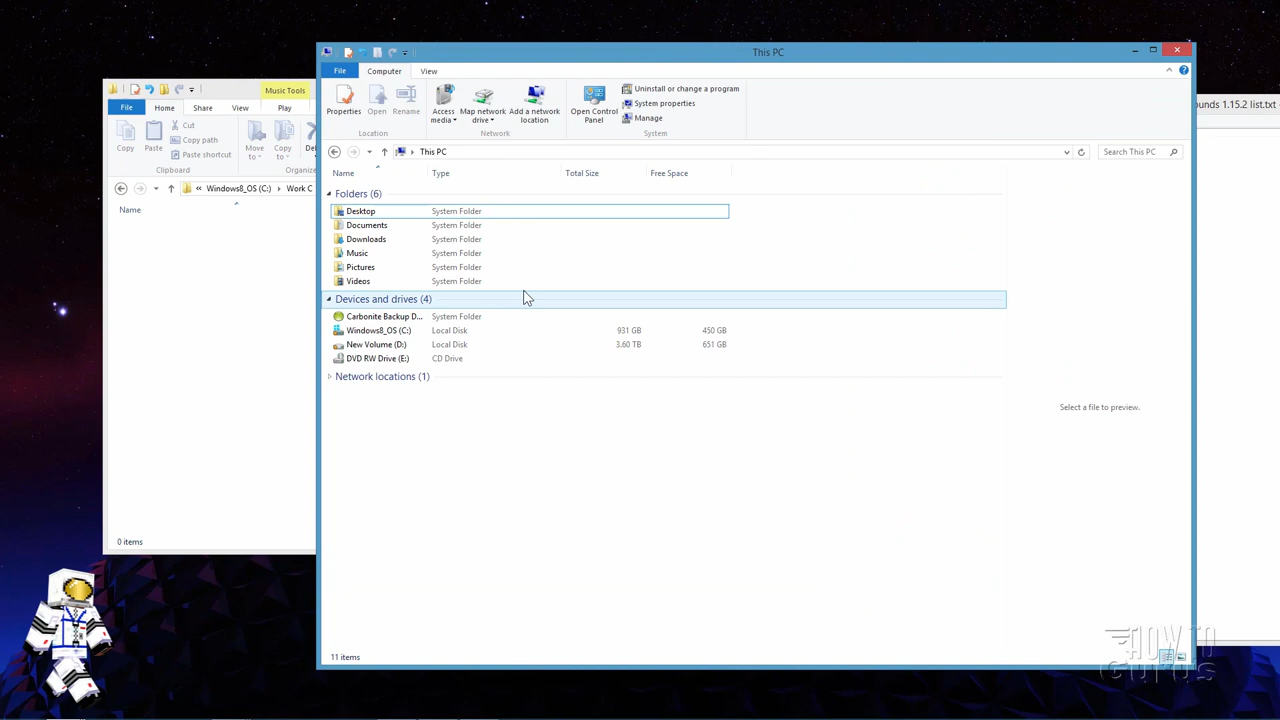 This PC
File Computer View
Properties Open Rename
Access media Map network drive Add a network location
Open Control Panel
Uninstall or change a program
System properties
Manage
Location Network System
This PC
Search This PC
Name Type Total Size Free Space
Folders (6)
Desktop System Folder
Documents System Folder
Downloads System Folder
Music System Folder
Pictures System Folder
Videos System Folder
Devices and drives (4)
Carbonite Backup D... System Folder
Windows8_OS (C:) Local Disk 931 GB 450 GB
New Volume (D:) Local Disk 3.60 TB 651 GB
DVD RW Drive (E:) CD Drive
Network locations (1)
Select a file to preview.
11 items
Music Tools
File Home Share View Play
Copy Paste
Cut
Copy path
Paste shortcut
Move to Copy to Del
Clipboard Organize
« Windows8_OS (C:) Work C
Name
0 items
ounds 1.15.2 list.txt -
HOW TO
GURUS